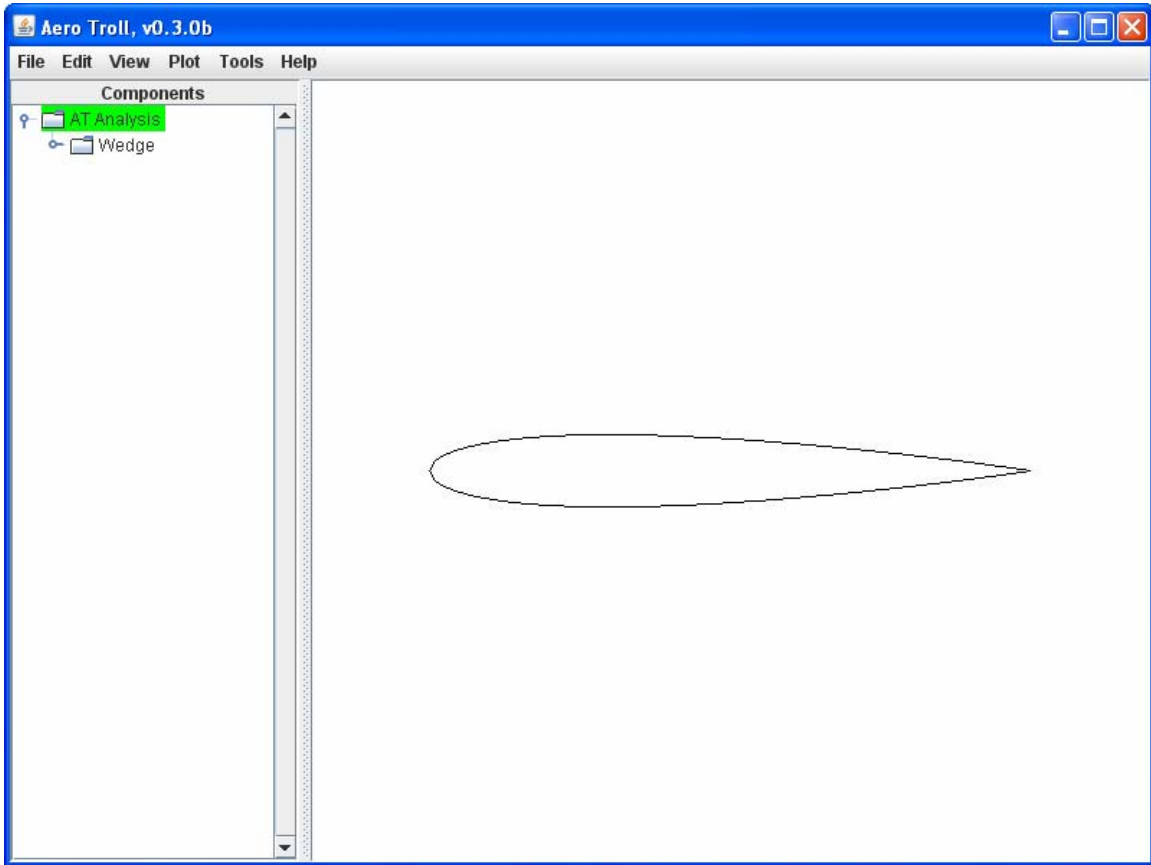 Aero Troll, v0.3.0b
File Edit View Plot Tools Help
Components
AT Analysis
Wedge